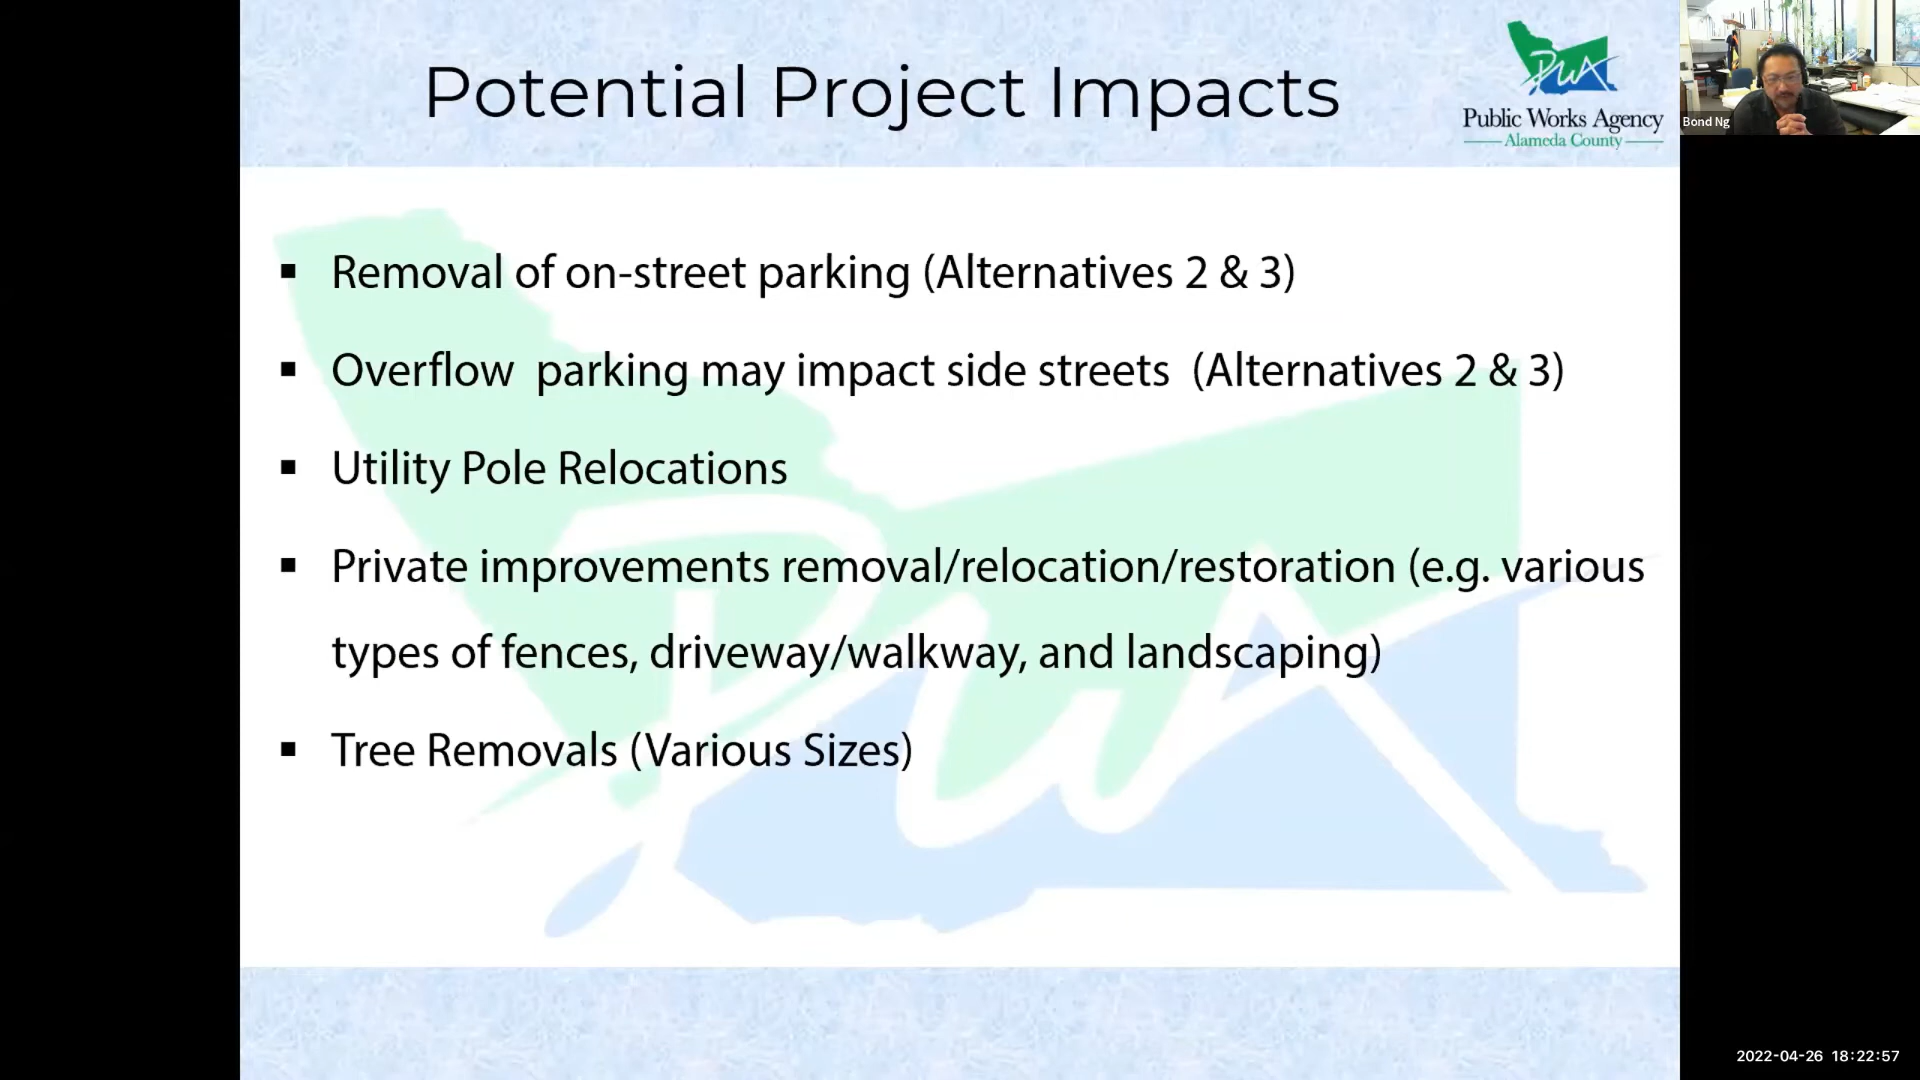 Potential Project Impacts
PWA
Public Works Agency
Alameda County
Bond Ng
▪ Removal of on-street parking (Alternatives 2 & 3)
▪ Overflow  parking may impact side streets  (Alternatives 2 & 3)
▪ Utility Pole Relocations
▪ Private improvements removal/relocation/restoration (e.g. various
types of fences, driveway/walkway, and landscaping)
▪ Tree Removals (Various Sizes)
PWA
2022-04-26 18:22:57